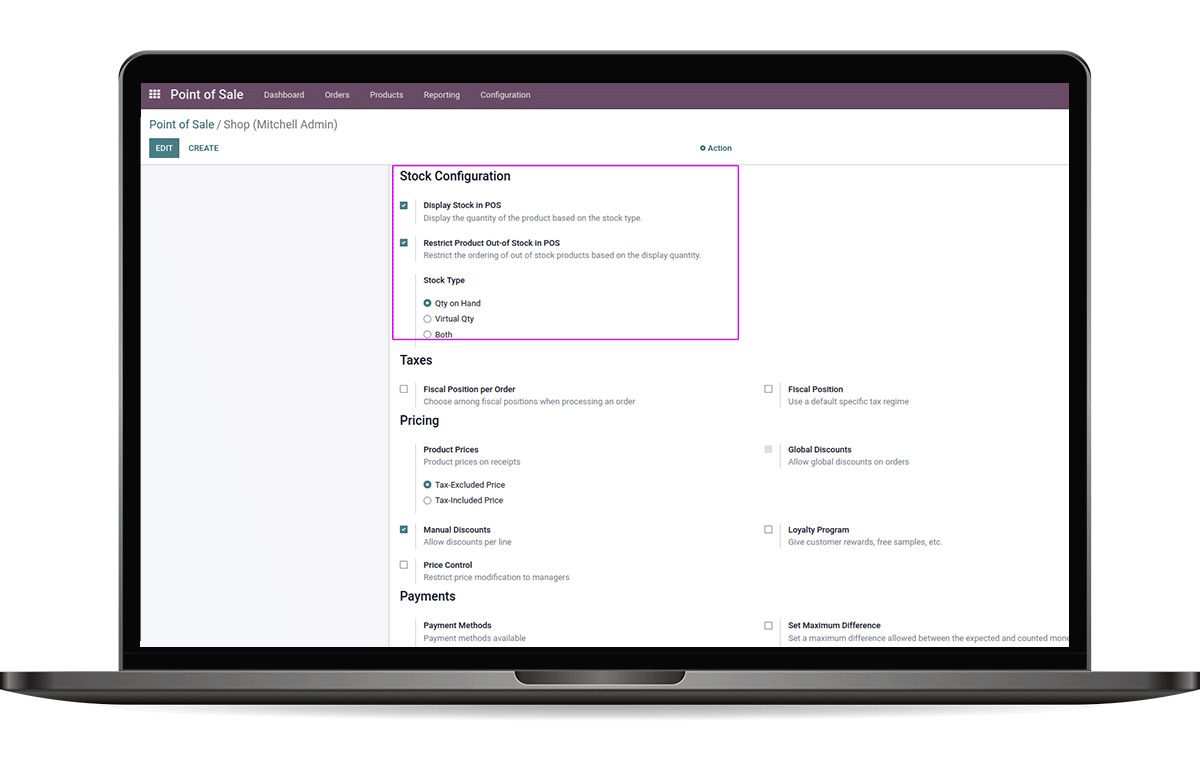 Point of Sale Dashboard Orders Products Reporting Configuration
Point of Sale / Shop (Mitchell Admin)
EDIT CREATE Action
Stock Configuration
Display Stock in POS
Display the quantity of the product based on the stock type.
Restrict Product Out-of Stock in POS
Restrict the ordering of out of stock products based on the display quantity.
Stock Type
Qty on Hand
Virtual Qty
Both
Taxes
Fiscal Position per Order Fiscal Position
Choose among fiscal positions when processing an order Use a default specific tax regime
Pricing
Product Prices Global Discounts
Product prices on receipts Allow global discounts on orders
Tax-Excluded Price
Tax-Included Price
Manual Discounts Loyalty Program
Allow discounts per line Give customer rewards, free samples, etc.
Price Control
Restrict price modification to managers
Payments
Payment Methods Set Maximum Difference
Payment methods available Set a maximum difference allowed between the expected and counted mone